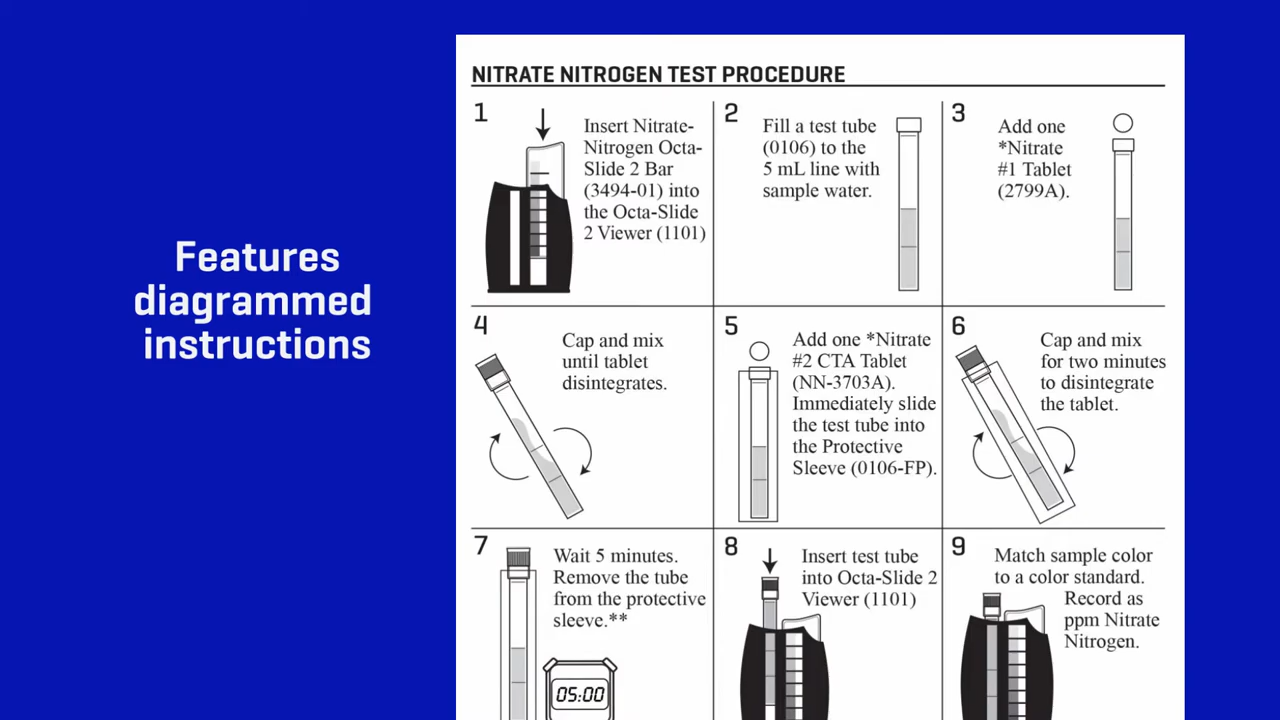 Features
diagrammed
instructions
NITRATE NITROGEN TEST PROCEDURE
1
Insert Nitrate-
Nitrogen Octa-
Slide 2 Bar
(3494-01) into
the Octa-Slide
2 Viewer (1101)
2
Fill a test tube
(0106) to the
5 mL line with
sample water.
3
Add one
*Nitrate
#1 Tablet
(2799A).
4
Cap and mix
until tablet
disintegrates.
5
Add one *Nitrate
#2 CTA Tablet
(NN-3703A).
Immediately slide
the test tube into
the Protective
Sleeve (0106-FP).
6
Cap and mix
for two minutes
to disintegrate
the tablet.
7
Wait 5 minutes.
Remove the tube
from the protective
sleeve.**
05:00
8
Insert test tube
into Octa-Slide 2
Viewer (1101)
9
Match sample color
to a color standard.
Record as
ppm Nitrate
Nitrogen.